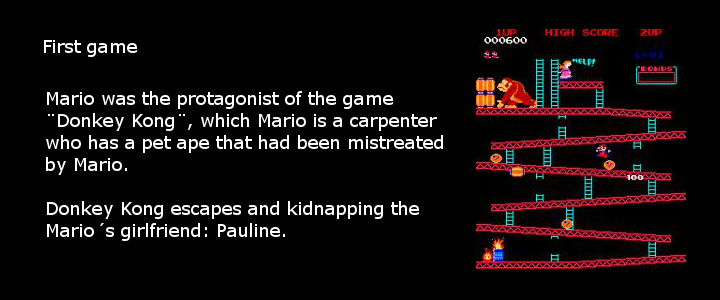 First game
Mario was the protagonist of the game
¨Donkey Kong¨, which Mario is a carpenter
who has a pet ape that had been mistreated
by Mario.
Donkey Kong escapes and kidnapping the
Mario´s girlfriend: Pauline.
1UP HIGH SCORE 2UP
000600
HELP!
BONUS
100